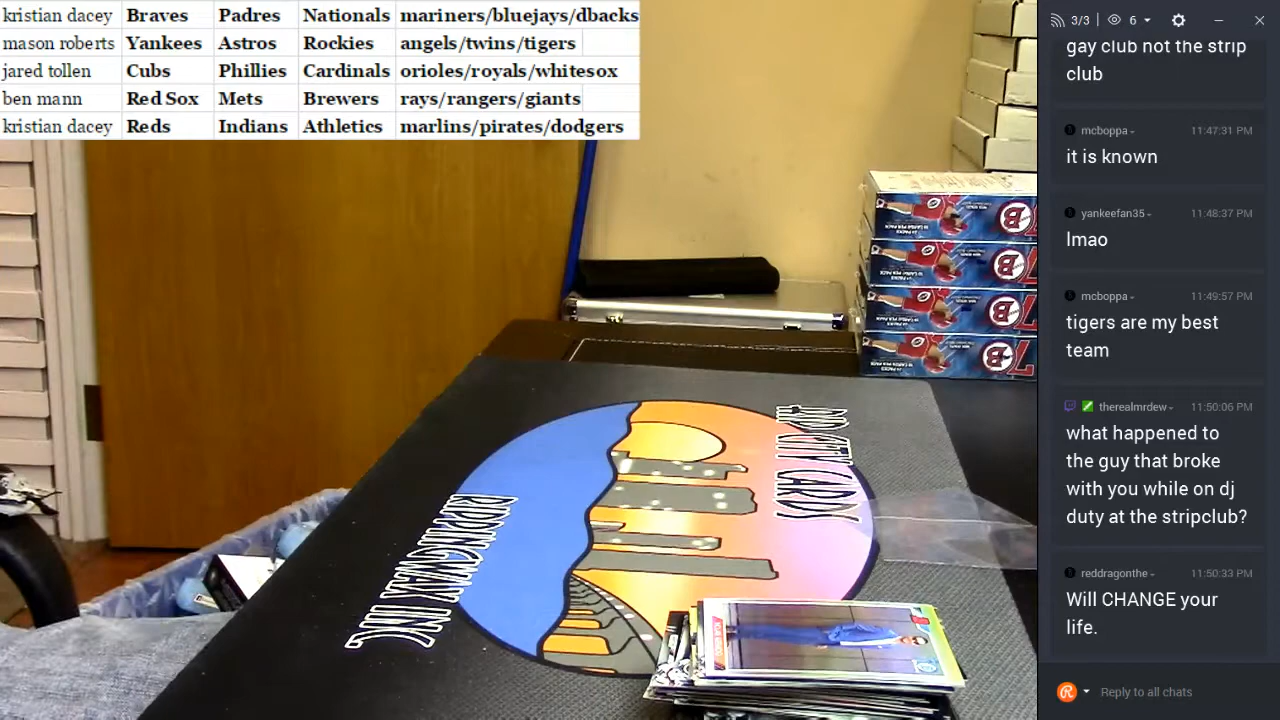 kristian dacey Braves Padres Nationals mariners/bluejays/dbacks
mason roberts Yankees Astros Rockies angels/twins/tigers
jared tollen Cubs Phillies Cardinals orioles/royals/whitesox
ben mann Red Sox Mets Brewers rays/rangers/giants
kristian dacey Reds Indians Athletics marlins/pirates/dodgers
RIPPINGWAX INC
CITY CARDS
3/3 6
gay club not the strip
club
mcboppa 11:47:31 PM
it is known
yankeefan35 11:48:37 PM
lmao
mcboppa 11:49:57 PM
tigers are my best
team
therealmrdew 11:50:06 PM
what happened to
the guy that broke
with you while on dj
duty at the stripclub?
reddragonthe 11:50:33 PM
Will CHANGE your
life.
Reply to all chats